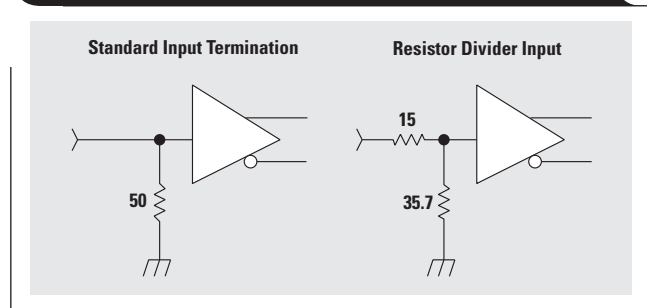 Standard Input Termination
Resistor Divider Input
15
50
35.7